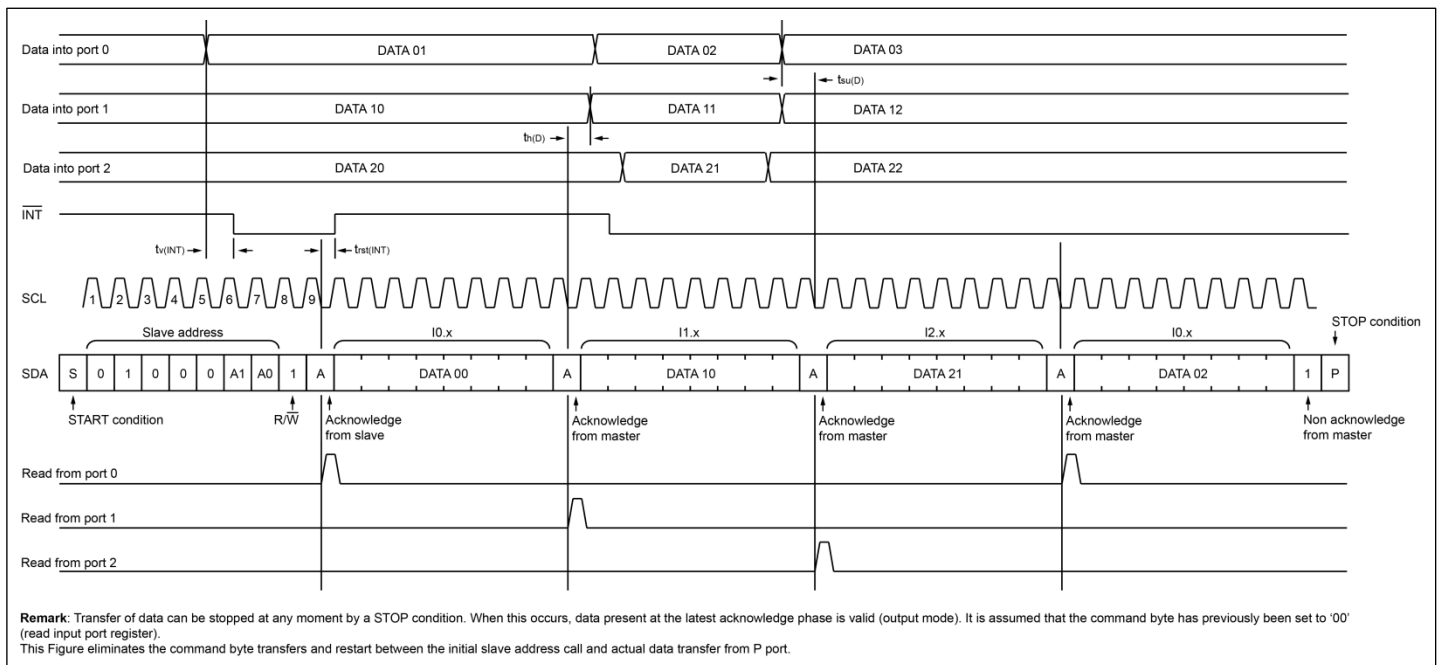 Data into port 0 DATA 01 DATA 02 DATA 03
tsu(D)
Data into port 1 DATA 10 DATA 11 DATA 12
th(D)
Data into port 2 DATA 20 DATA 21 DATA 22
INT
tv(INT) trst(INT)
SCL 1 2 3 4 5 6 7 8 9
Slave address I0.x I1.x I2.x I0.x STOP condition
SDA S 0 1 0 0 0 A1 A0 1 A DATA 00 A DATA 10 A DATA 21 A DATA 02 1 P
START condition R/W Acknowledge from slave Acknowledge from master Acknowledge from master Acknowledge from master Non acknowledge from master
Read from port 0
Read from port 1
Read from port 2
Remark: Transfer of data can be stopped at any moment by a STOP condition. When this occurs, data present at the latest acknowledge phase is valid (output mode). It is assumed that the command byte has previously been set to ‘00’
(read input port register).
This Figure eliminates the command byte transfers and restart between the initial slave address call and actual data transfer from P port.